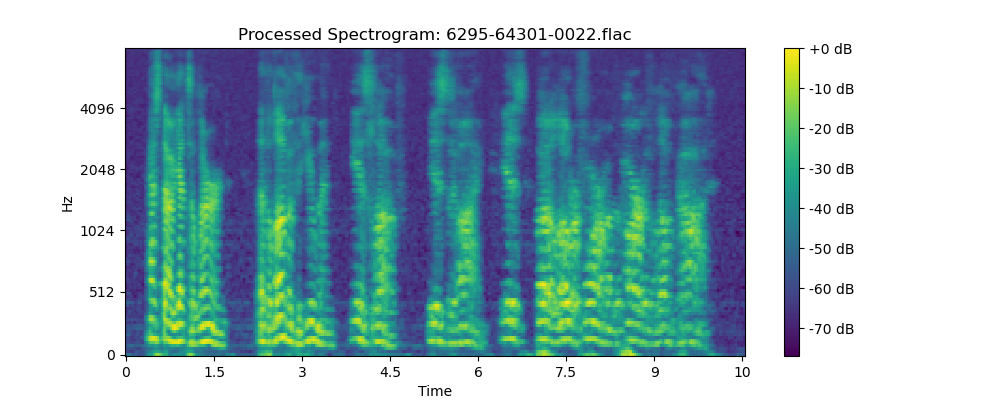 Processed Spectrogram: 6295-64301-0022.flac
+0 dB
-10 dB
-20 dB
-30 dB
-40 dB
-50 dB
-60 dB
-70 dB
Hz
4096
2048
1024
512
0
0 1.5 3 4.5 6 7.5 9 10
Time